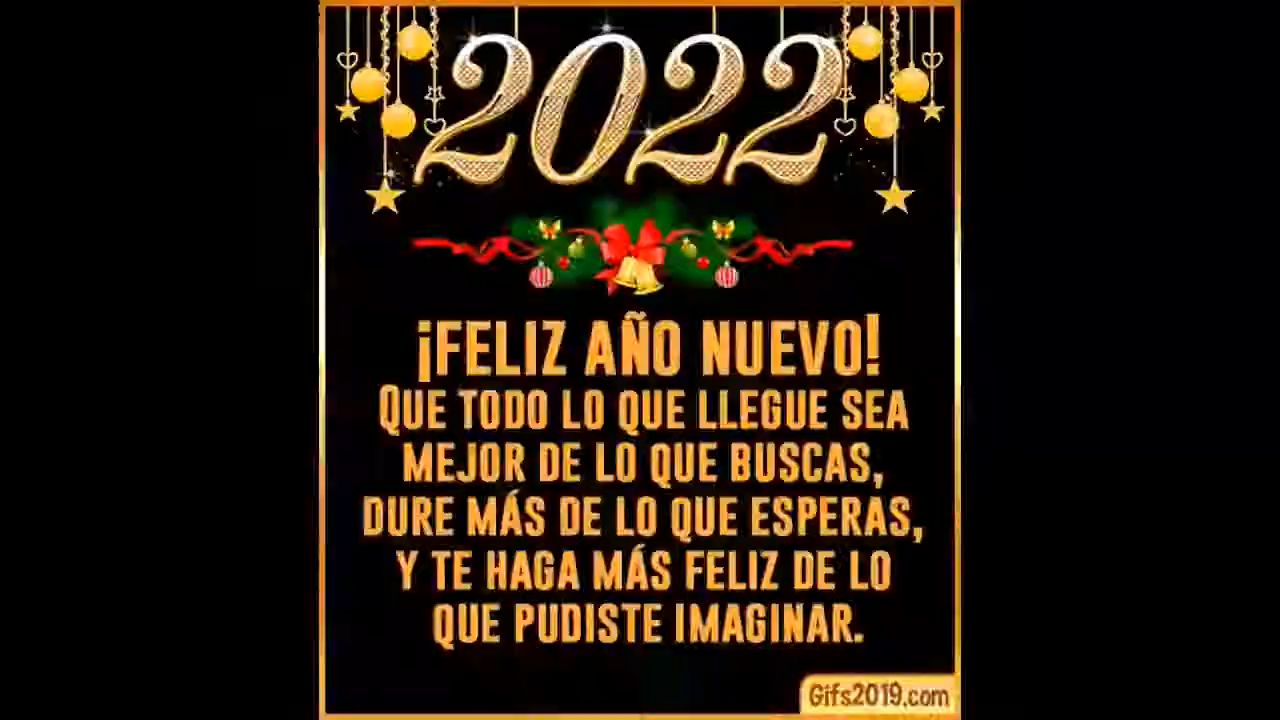 2022
¡FELIZ AÑO NUEVO!
QUE TODO LO QUE LLEGUE SEA
MEJOR DE LO QUE BUSCAS,
DURE MÁS DE LO QUE ESPERAS,
Y TE HAGA MÁS FELIZ DE LO
QUE PUDISTE IMAGINAR.
Gifs2019.com